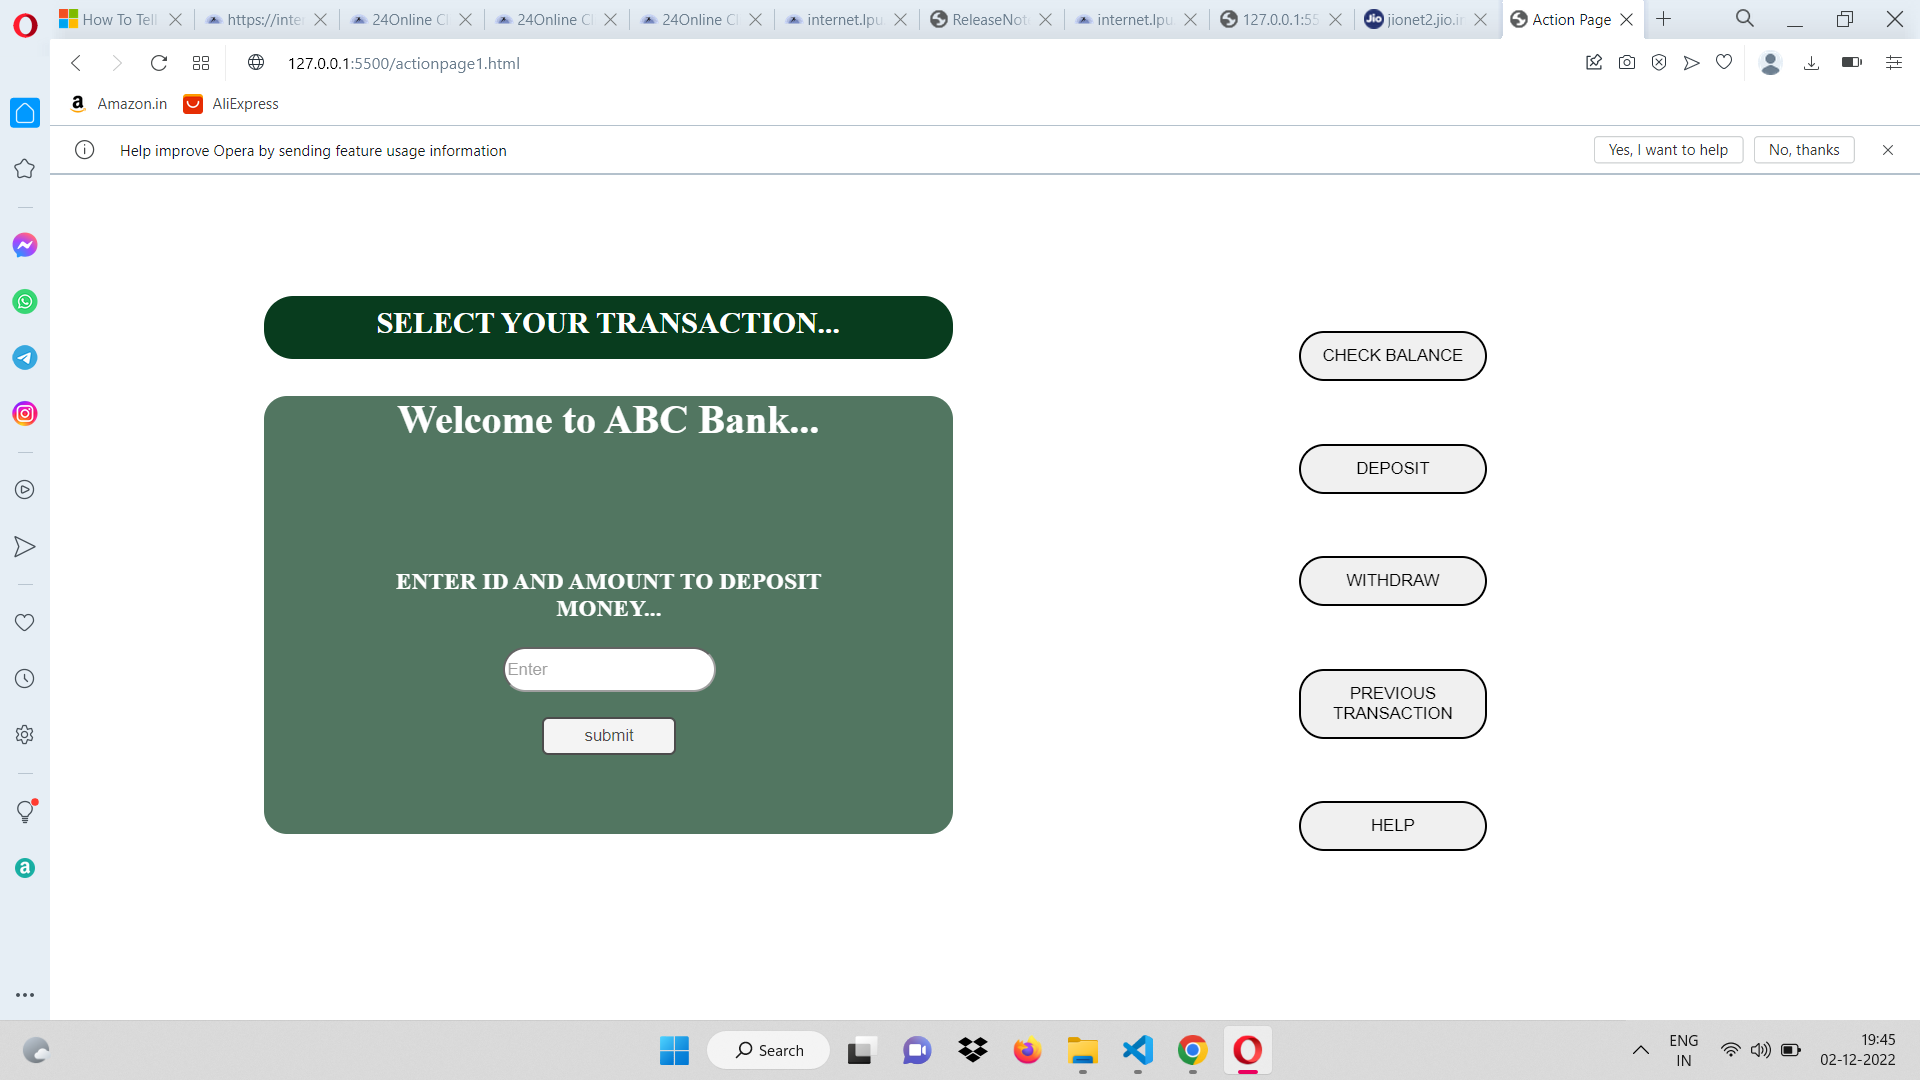 How To Tell
https://inte
24Online Cl
24Online Cl
24Online Cl
internet.lpu
ReleaseNot
internet.lpu
127.0.0.1:55
Jio
jionet2.jio.in
Action Page
127.0.0.1:5500/actionpage1.html
a Amazon.in
AliExpress
Help improve Opera by sending feature usage information
Yes, I want to help
No, thanks
SELECT YOUR TRANSACTION...
Welcome to ABC Bank...
ENTER ID AND AMOUNT TO DEPOSIT
MONEY...
Enter
submit
CHECK BALANCE
DEPOSIT
WITHDRAW
PREVIOUS
TRANSACTION
HELP
a
Search
ENG
IN
19:45
02-12-2022